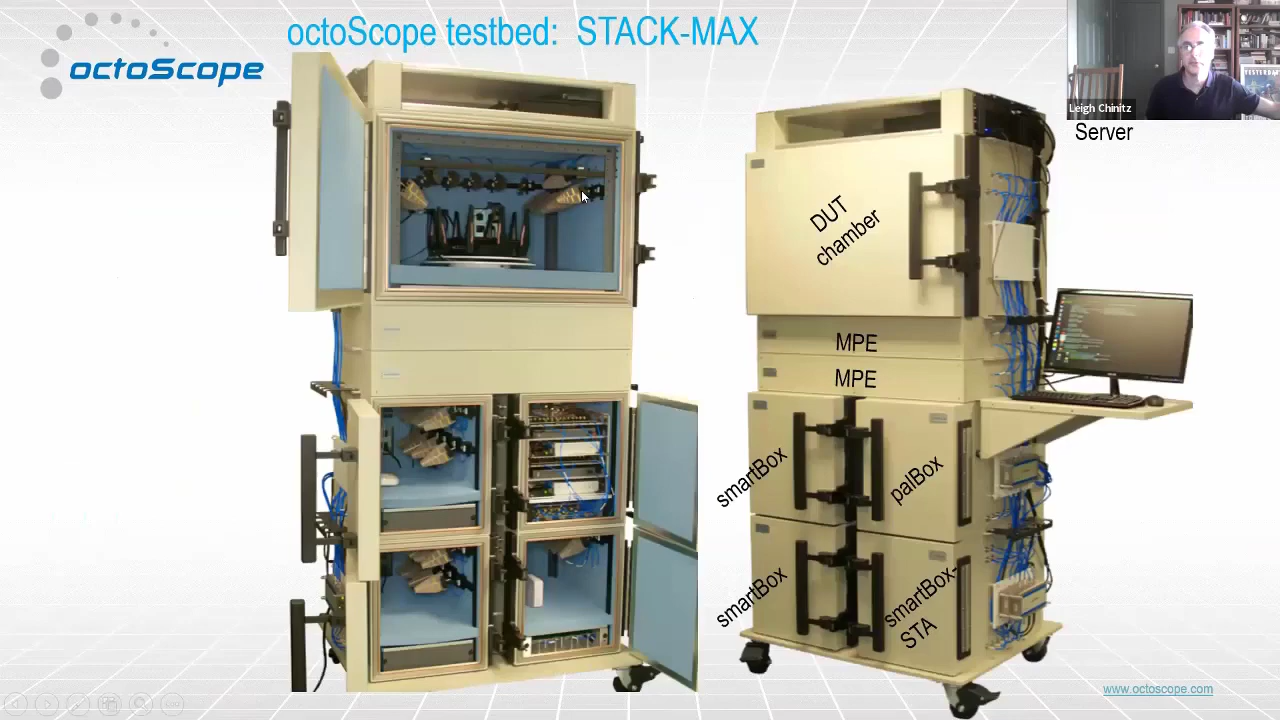 octoScope testbed: STACK-MAX
octoScope
Leigh Chinitz
Server
DUT
chamber
MPE
MPE
smartBox
palBox
smartBox
smartBox-
STA
www.octoscope.com